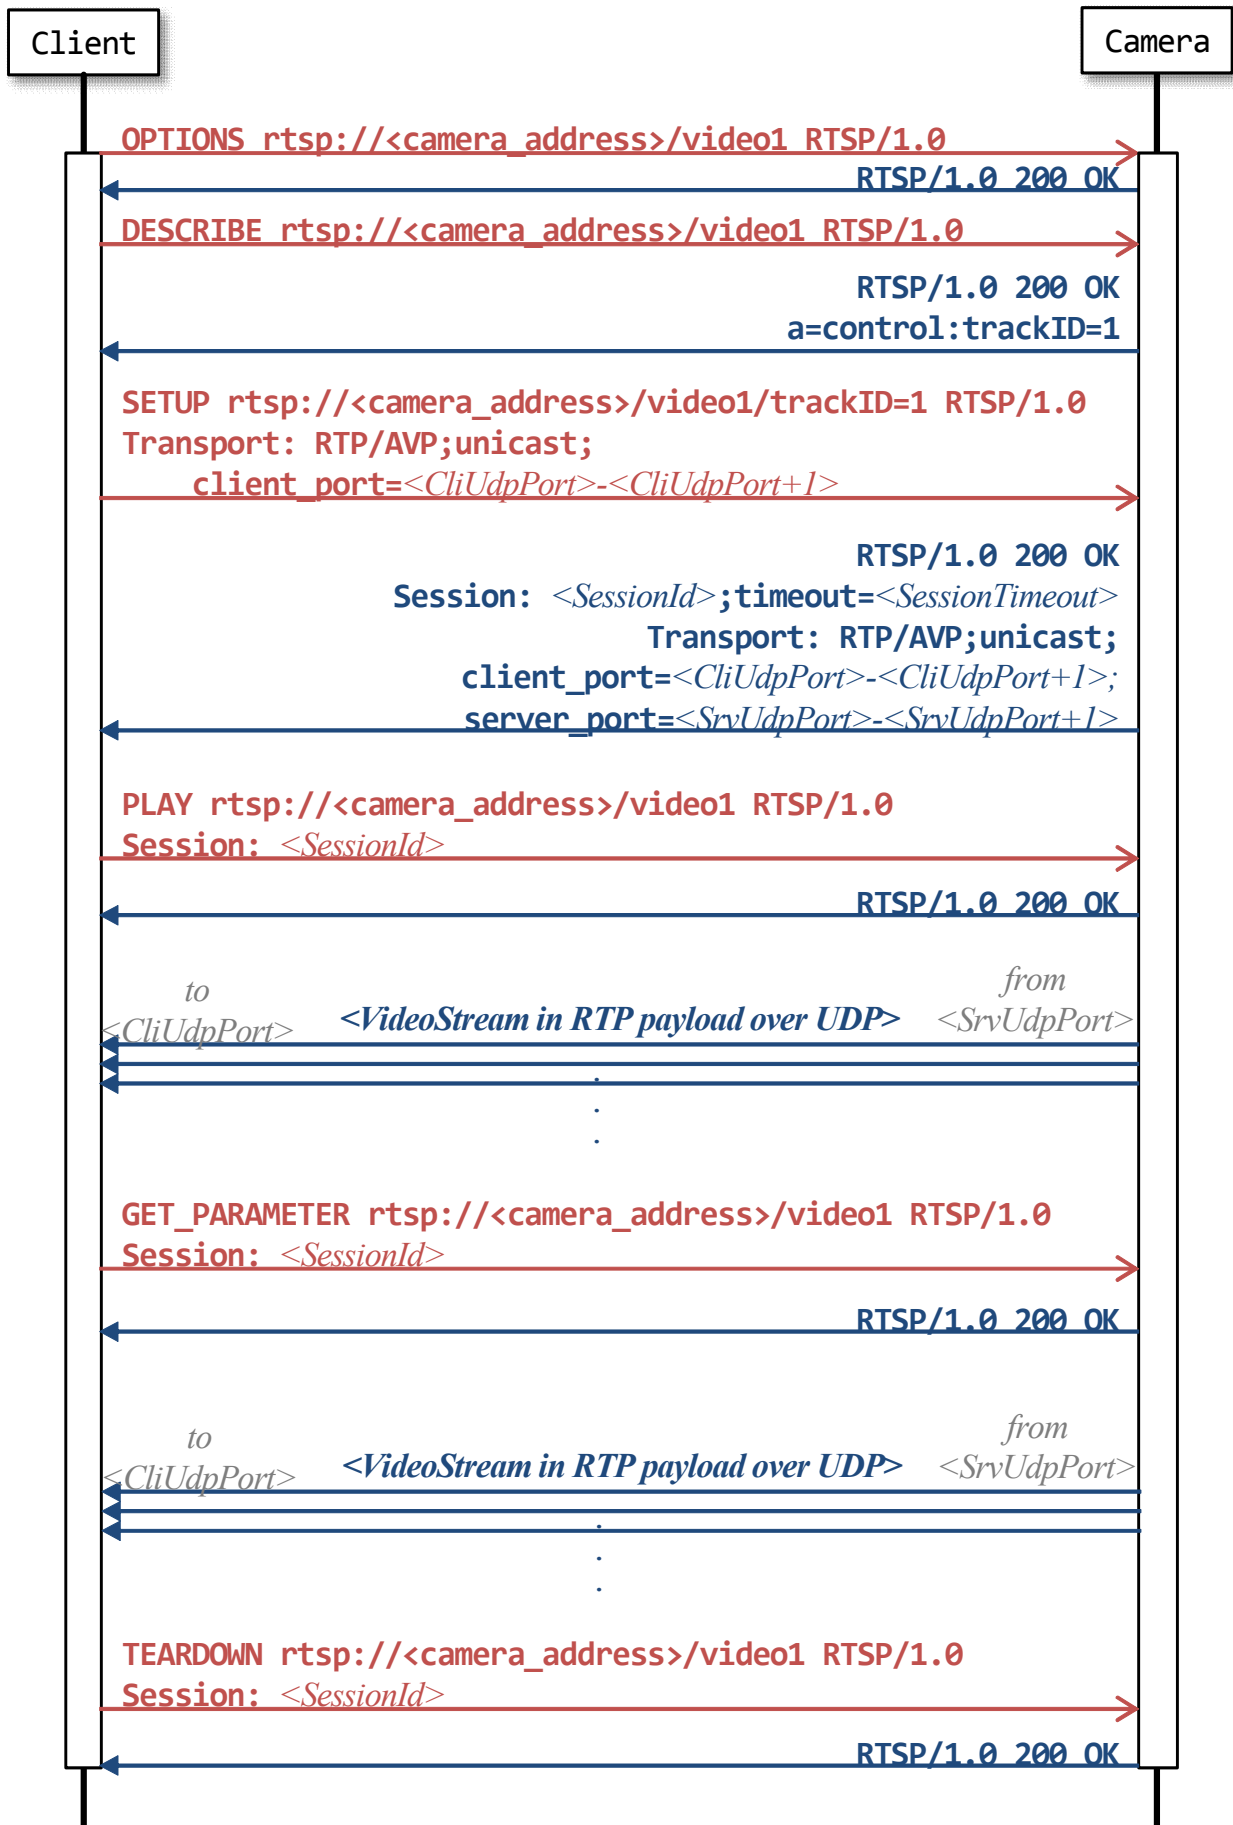 Client
Camera
OPTIONS rtsp://<camera_address>/video1 RTSP/1.0
RTSP/1.0 200 OK
DESCRIBE rtsp://<camera_address>/video1 RTSP/1.0
RTSP/1.0 200 OK
a=control:trackID=1
SETUP rtsp://<camera_address>/video1/trackID=1 RTSP/1.0
Transport: RTP/AVP;unicast;
client_port=<CliUdpPort>-<CliUdpPort+1>
RTSP/1.0 200 OK
Session: <SessionId>;timeout=<SessionTimeout>
Transport: RTP/AVP;unicast;
client_port=<CliUdpPort>-<CliUdpPort+1>;
server_port=<SrvUdpPort>-<SrvUdpPort+1>
PLAY rtsp://<camera_address>/video1 RTSP/1.0
Session: <SessionId>
RTSP/1.0 200 OK
to
<CliUdpPort>
<VideoStream in RTP payload over UDP>
from
<SrvUdpPort>
.
.
.
GET_PARAMETER rtsp://<camera_address>/video1 RTSP/1.0
Session: <SessionId>
RTSP/1.0 200 OK
to
<CliUdpPort>
<VideoStream in RTP payload over UDP>
from
<SrvUdpPort>
.
.
.
TEARDOWN rtsp://<camera_address>/video1 RTSP/1.0
Session: <SessionId>
RTSP/1.0 200 OK